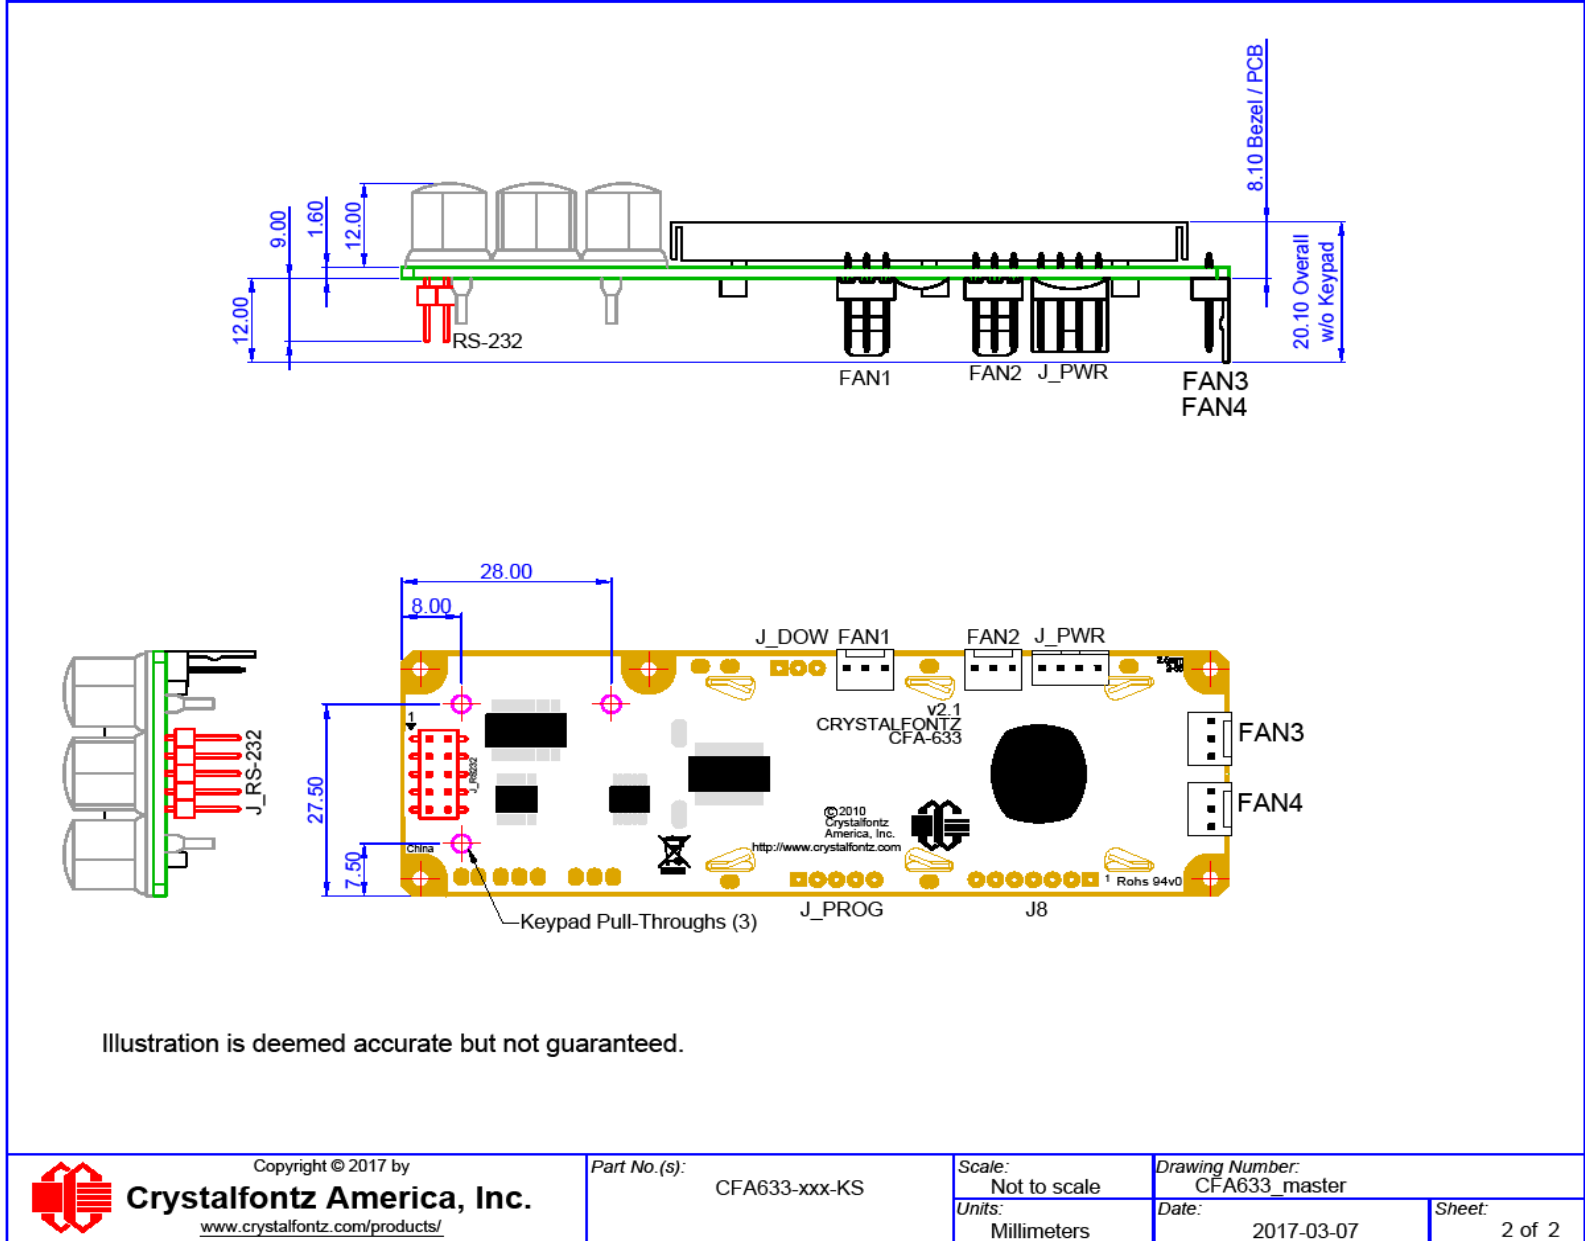 8.10 Bezel / PCB
9.00
1.60
12.00
12.00
20.10 Overall
w/o Keypad
RS-232
FAN1
FAN2
J_PWR
FAN3
FAN4
28.00
8.00
J_DOW
FAN1
FAN2
J_PWR
v2.1
CRYSTALFONTZ
CFA-633
1
J_RS232
FAN3
FAN4
J_RS-232
27.50
7.50
China
©2010
Crystalfontz
America, Inc.
http://www.crystalfontz.com
1 Rohs 94v0
J_PROG
J8
Keypad Pull-Throughs (3)
Illustration is deemed accurate but not guaranteed.
Copyright © 2017 by
Crystalfontz America, Inc.
www.crystalfontz.com/products/
Part No.(s):
CFA633-xxx-KS
Scale:
Not to scale
Units:
Millimeters
Drawing Number:
CFA633_master
Date:
2017-03-07
Sheet:
2 of 2